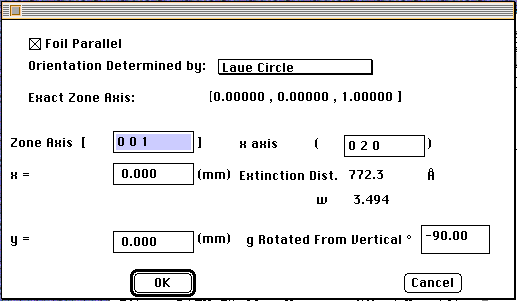 Foil Parallel
Orientation Determined by: Laue Circle
Exact Zone Axis: [0.00000 , 0.00000 , 1.00000 ]
Zone Axis [ 0 0 1 ] x axis ( 0 2 0 )
x = 0.000 (mm) Extinction Dist. 772.3 Å
w 3.494
y = 0.000 (mm) g Rotated From Vertical ° -90.00
OK Cancel